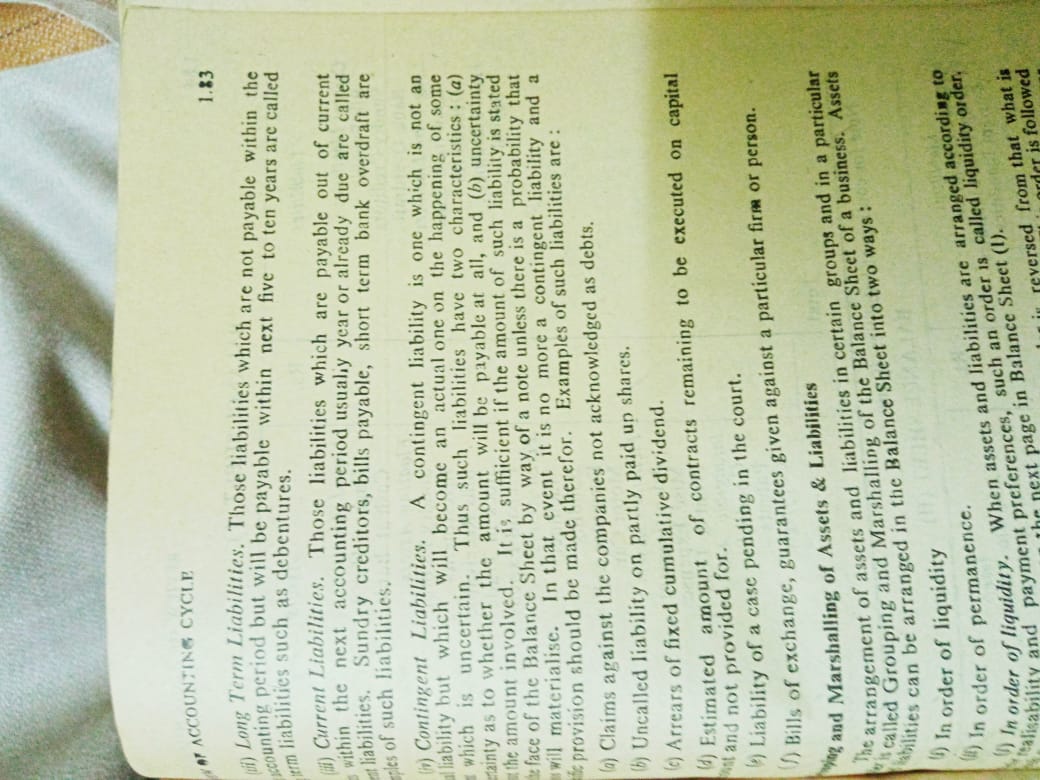 OF ACCOUNTING CYCLE 1.83
(ii) Long Term Liabilities. Those liabilities which are not payable within the
accounting period but will be payable within next five to ten years are called
term liabilities such as debentures.
(iii) Current Liabilities. Those liabilities which are payable out of current
within the next accounting period usually year or already due are called
liabilities. Sundry creditors, bills payable, short term bank overdraft are
of such liabilities.
(iv) Contingent Liabilities. A contingent liability is one which is not an
liability but which will become an actual one on the happening of some
which is uncertain. Thus such liabilities have two characteristics : (a)
as to whether the amount will be payable at all, and (b) uncertainty
the amount involved. It is sufficient if the amount of such liability is stated
face of the Balance Sheet by way of a note unless there is a probability that
will materialise. In that event it is no more a contingent liability and a
provision should be made therefor. Examples of such liabilities are :
(a) Claims against the companies not acknowledged as debts.
(b) Uncalled liability on partly paid up shares.
(c) Arrears of fixed cumulative dividend.
(d) Estimated amount of contracts remaining to be executed on capital
and not provided for.
(e) Liability of a case pending in the court.
(f) Bills of exchange, guarantees given against a particular firm or person.
and Marshalling of Assets & Liabilities
The arrangement of assets and liabilities in certain groups and in a particular
is called Grouping and Marshalling of the Balance Sheet of a business. Assets
liabilities can be arranged in the Balance Sheet into two ways :
(i) In order of liquidity
(ii) In order of permanence.
(i) In order of liquidity. When assets and liabilities are arranged according to
realisability and payment preferences, such an order is called liquidity order.
the next page in Balance Sheet (1).
reversed from that what is
order is followed